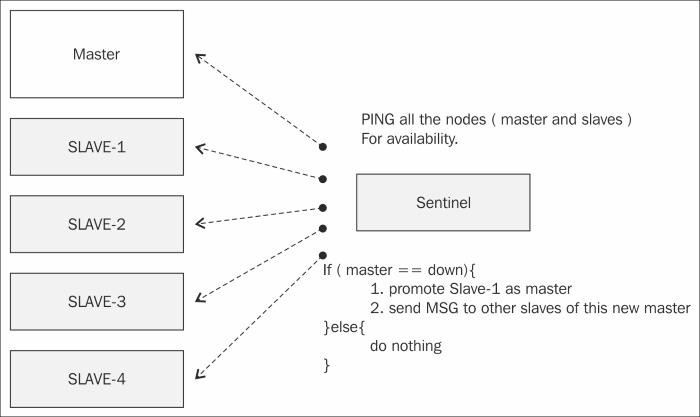 Master
SLAVE-1
SLAVE-2
SLAVE-3
SLAVE-4
PING all the nodes ( master and slaves )
For availability.
Sentinel
If ( master == down){
1. promote Slave-1 as master
2. send MSG to other slaves of this new master
}else{
do nothing
}